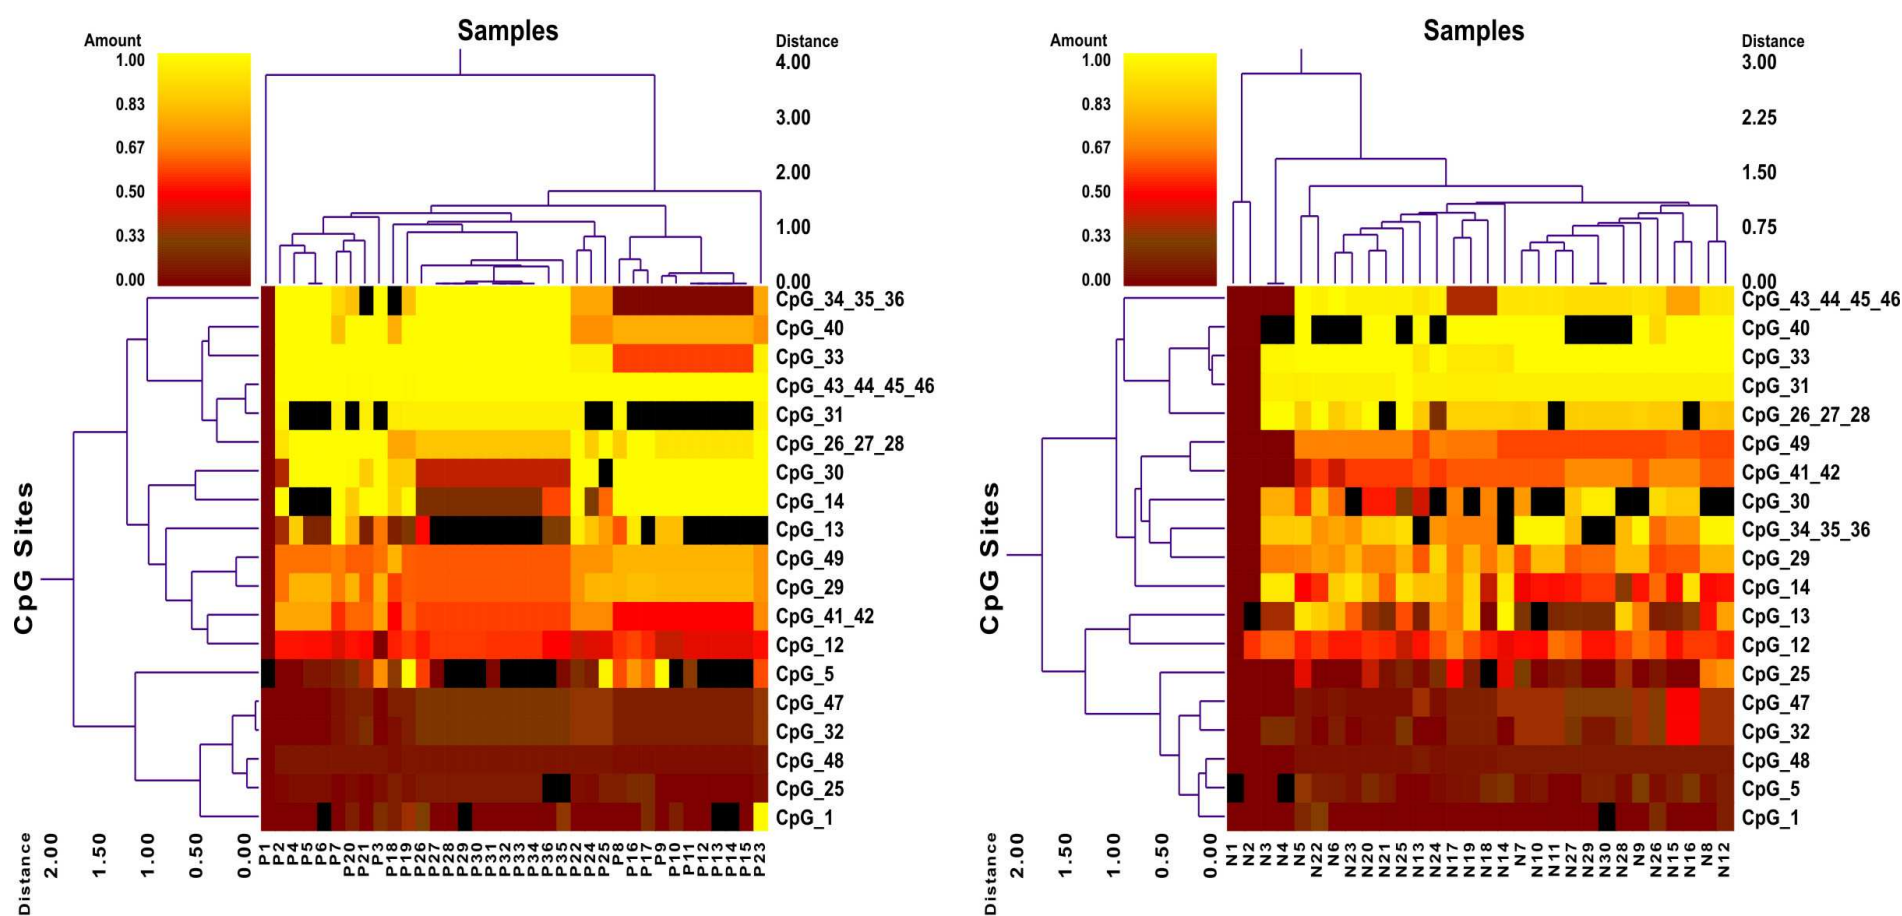 Samples
Amount
1.00
0.83
0.67
0.50
0.33
0.00
Distance
4.00
3.00
2.00
1.00
0.00
CpG_34_35_36
CpG_40
CpG_33
CpG_43_44_45_46
CpG_31
CpG_26_27_28
CpG_30
CpG_14
CpG_13
CpG_49
CpG_29
CpG_41_42
CpG_12
CpG_5
CpG_47
CpG_32
CpG_48
CpG_25
CpG_1
CpG Sites
Distance
2.00
1.50
1.00
0.50
0.00
P1
P2
P4
P5
P6
P7
P20
P21
P3
P18
P19
P26
P27
P28
P29
P30
P31
P32
P33
P34
P36
P35
P22
P24
P25
P8
P16
P17
P9
P10
P11
P12
P13
P14
P15
P23
Samples
Amount
1.00
0.83
0.67
0.50
0.33
0.00
Distance
3.00
2.25
1.50
0.75
0.00
CpG_43_44_45_46
CpG_40
CpG_33
CpG_31
CpG_26_27_28
CpG_49
CpG_41_42
CpG_30
CpG_34_35_36
CpG_29
CpG_14
CpG_13
CpG_12
CpG_25
CpG_47
CpG_32
CpG_48
CpG_5
CpG_1
CpG Sites
Distance
2.00
1.50
1.00
0.50
0.00
N1
N2
N3
N4
N5
N22
N6
N23
N20
N21
N25
N13
N24
N17
N19
N18
N14
N7
N10
N11
N27
N29
N30
N28
N9
N26
N15
N16
N8
N12